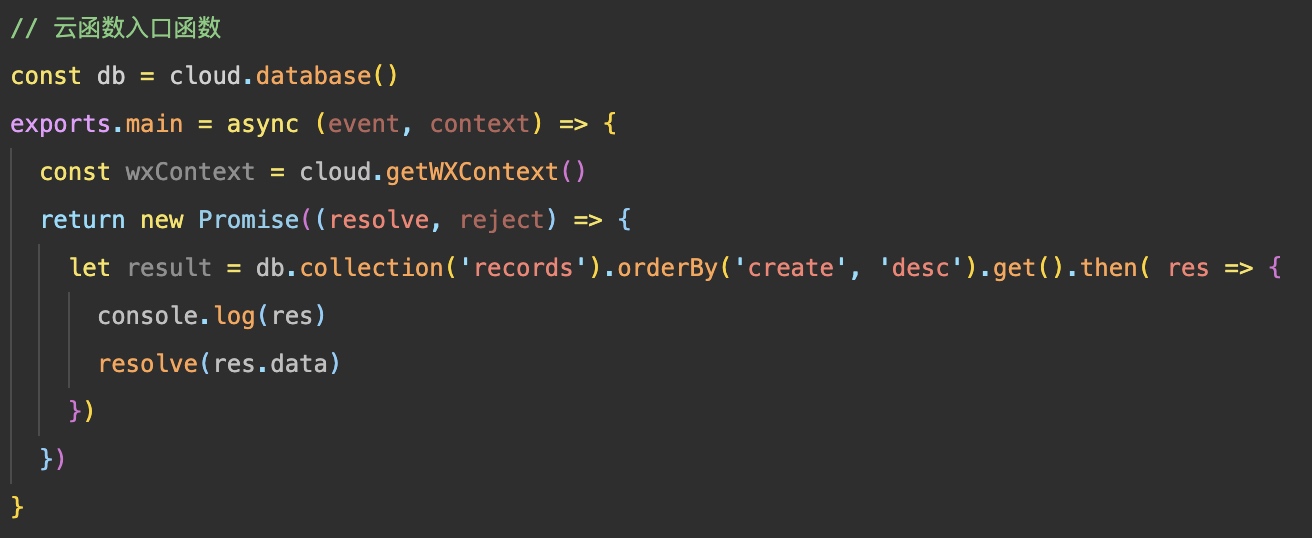 // 云函数入口函数
const db = cloud.database()
exports.main = async (event, context) => {
  const wxContext = cloud.getWXContext()
  return new Promise((resolve, reject) => {
    let result = db.collection('records').orderBy('create', 'desc').get().then( res => {
      console.log(res)
      resolve(res.data)
    })
  })
}